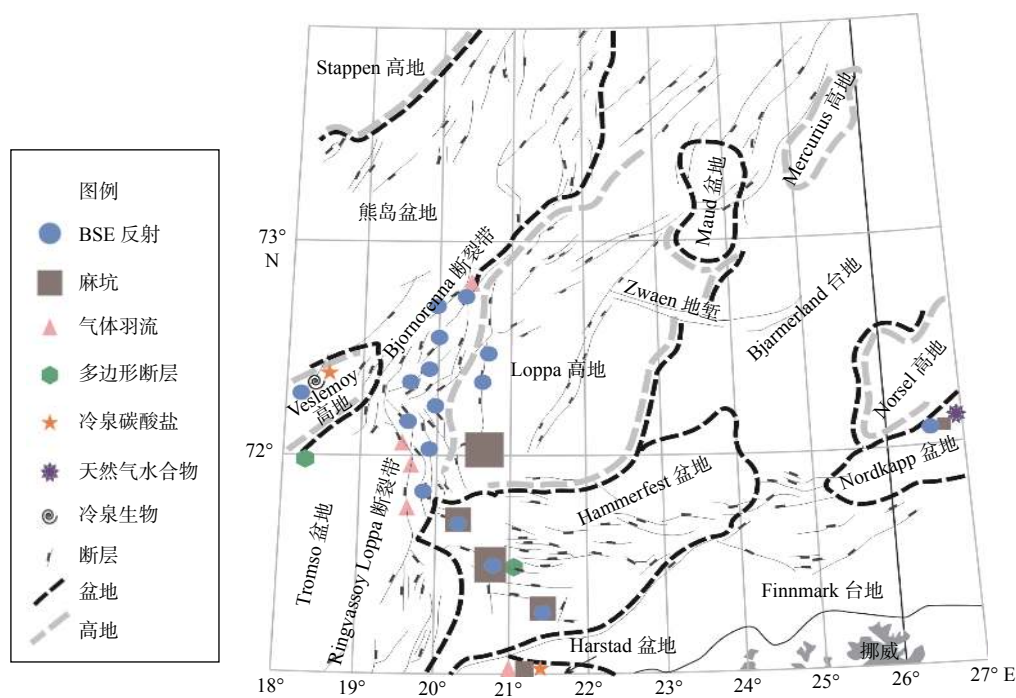 图例
BSE 反射
麻坑
气体羽流
多边形断层
冷泉碳酸盐
天然气水合物
冷泉生物
断层
盆地
高地
Stappen 高地
熊岛盆地
Mercurius 高地
Maud 盆地
73°
N
Bjornorenna 断裂带
Zwaen 地堑
Bjarmerland 台地
Loppa 高地
Veslemoy
高地
Norsel 高地
72°
Nordkapp 盆地
Hammerfest 盆地
Tromso 盆地
Ringvassoy Loppa 断裂带
Finnmark 台地
Harstad 盆地
挪威
18°
19°
20°
21°
22°
23°
24°
25°
26°
27° E